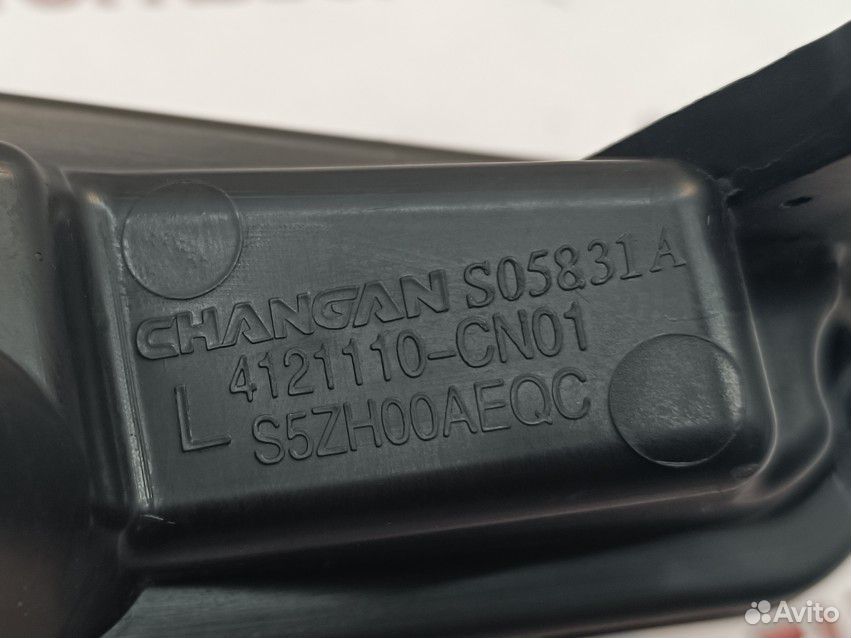 CHANGAN S05831A
4121110-CN01
L S5ZH00AEQC
Avito